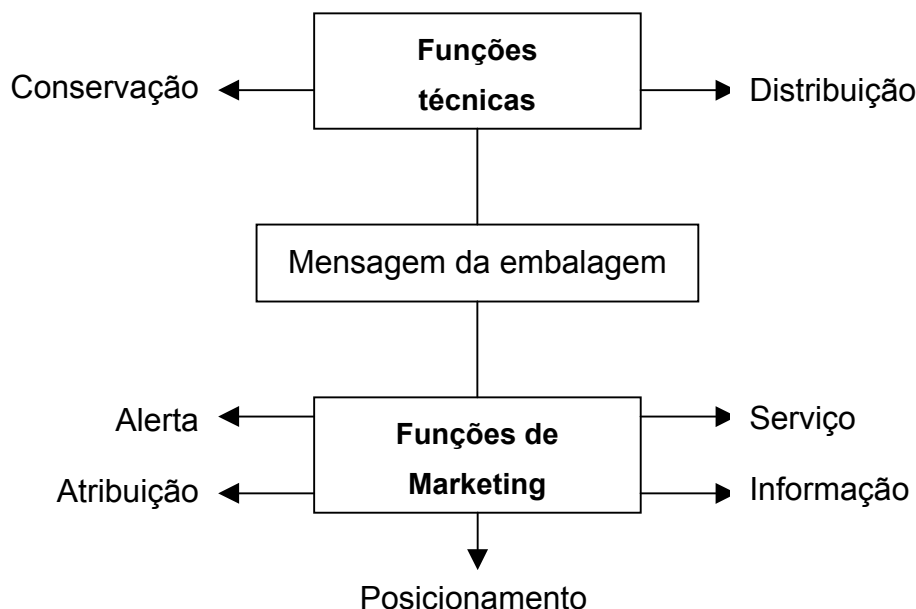 Funções
técnicas
Conservação
Distribuição
Mensagem da embalagem
Alerta
Funções de
Marketing
Serviço
Atribuição
Informação
Posicionamento